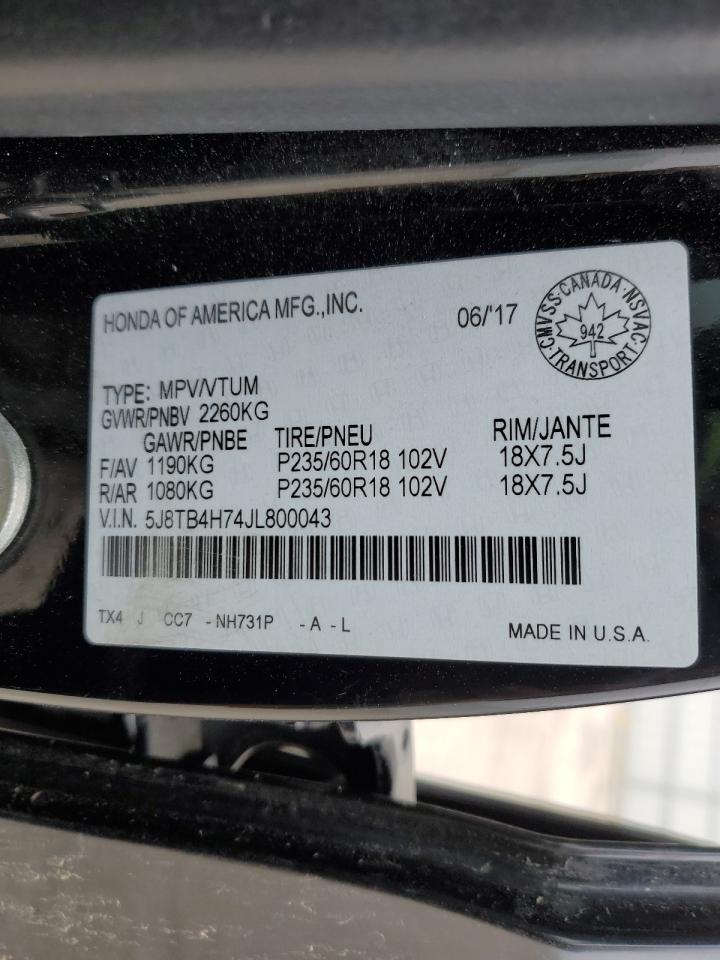 HONDA OF AMERICA MFG.,INC.
06/'17
CMVSS·CANADA·NSVAC·TRANSPORT·
942
TYPE: MPV/VTUM
GVWR/PNBV 2260KG
GAWR/PNBE TIRE/PNEU RIM/JANTE
F/AV 1190KG P235/60R18 102V 18X7.5J
R/AR 1080KG P235/60R18 102V 18X7.5J
V.I.N. 5J8TB4H74JL800043
TX4 J CC7 -NH731P -A-L
MADE IN U.S.A.